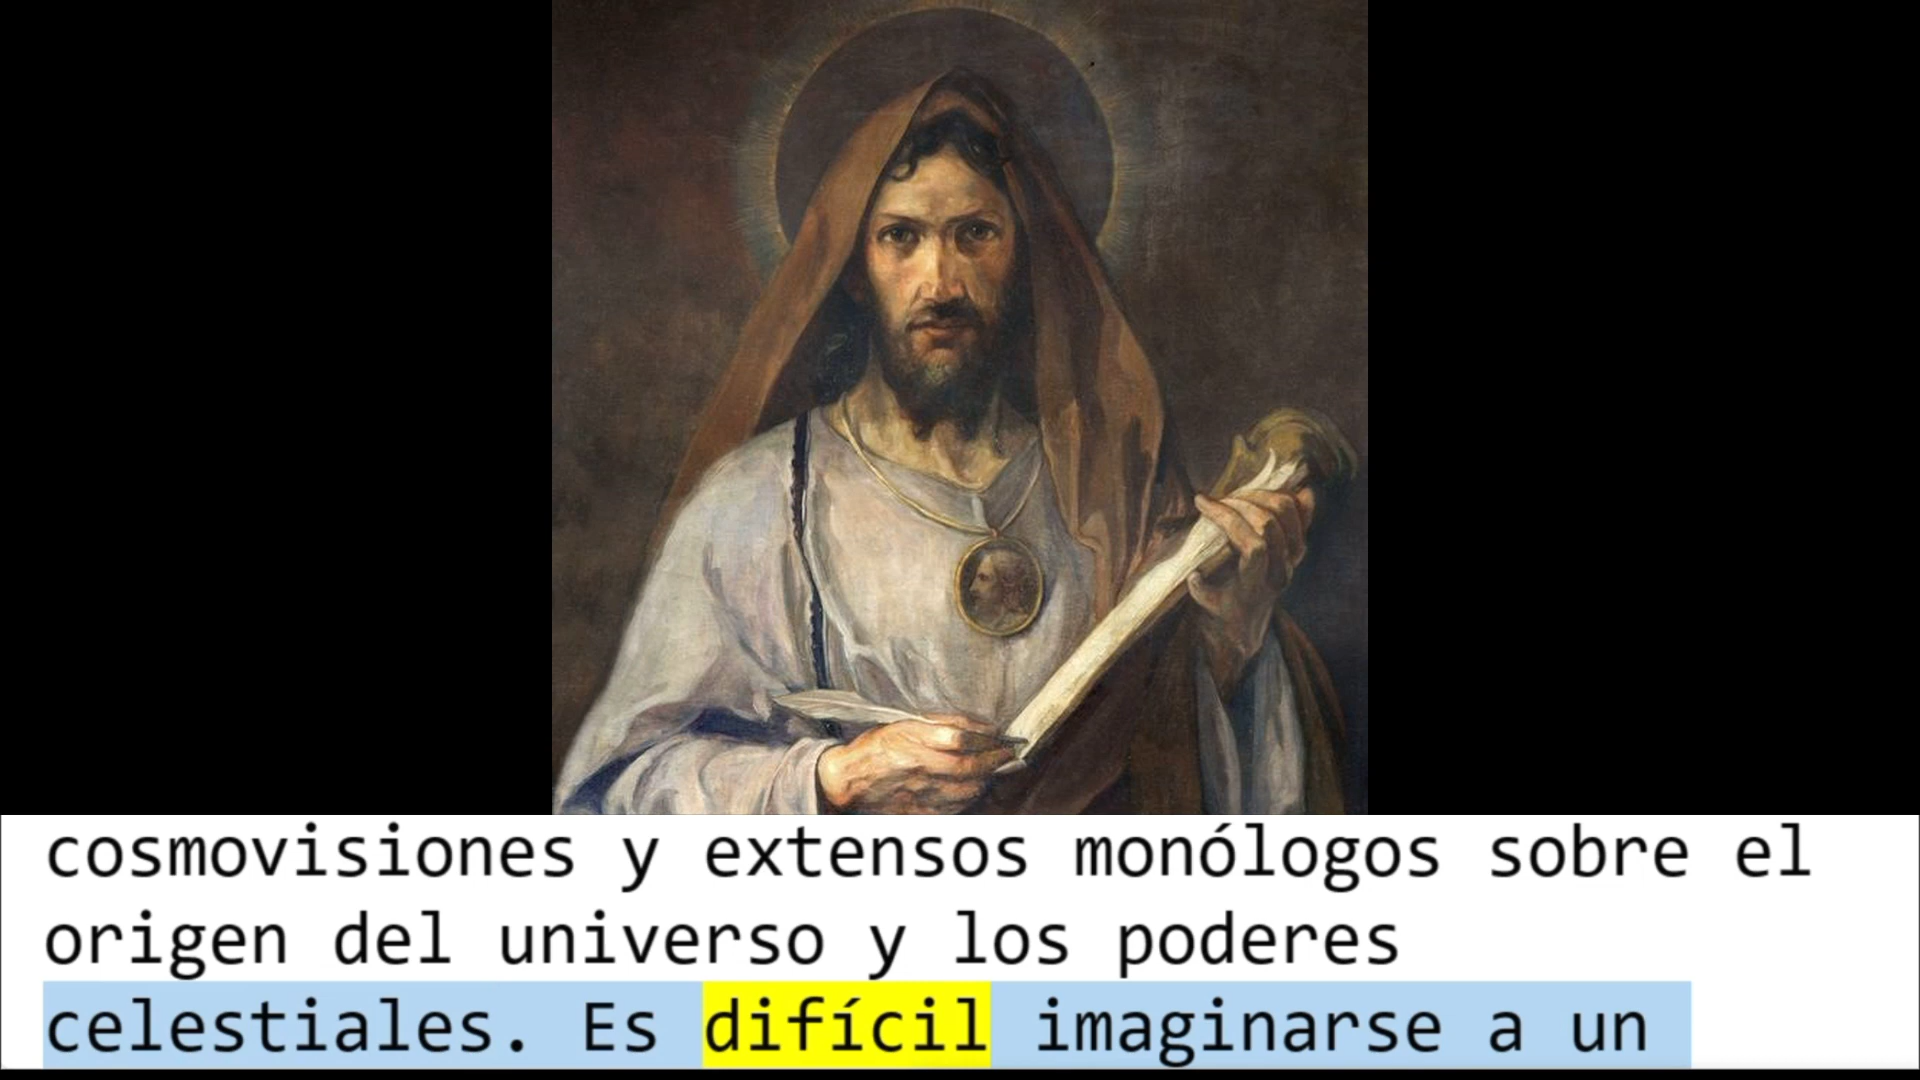 cosmovisiones y extensos monólogos sobre el
origen del universo y los poderes
celestiales. Es difícil imaginarse a un